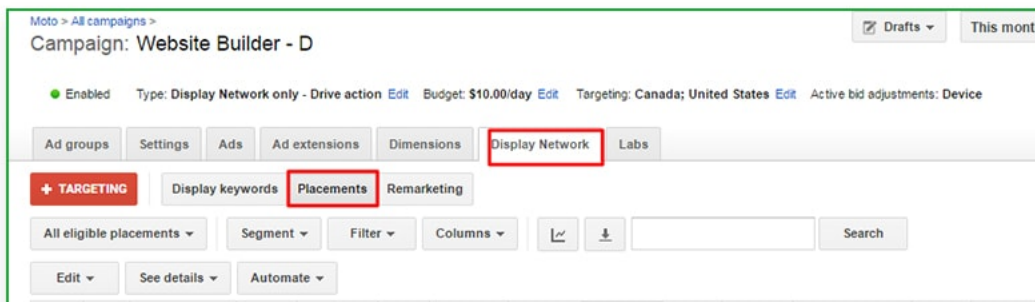 Moto > All campaigns >
Campaign: Website Builder - D
Drafts
This mont
Enabled Type: Display Network only - Drive action Edit Budget: $10.00/day Edit Targeting: Canada; United States Edit Active bid adjustments: Device
Ad groups Settings Ads Ad extensions Dimensions Display Network Labs
+ TARGETING Display keywords Placements Remarketing
All eligible placements Segment Filter Columns Search
Edit See details Automate